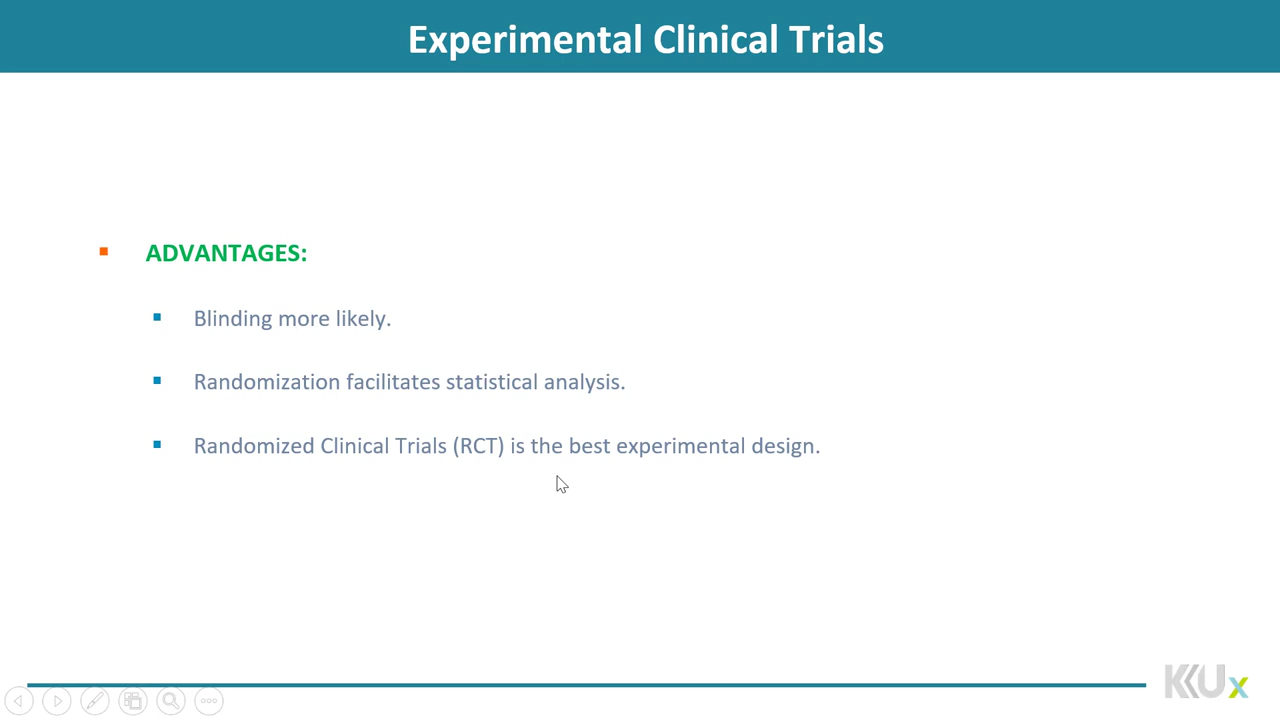 Experimental Clinical Trials
ADVANTAGES:
Blinding more likely.
Randomization facilitates statistical analysis.
Randomized Clinical Trials (RCT) is the best experimental design.
KKUx